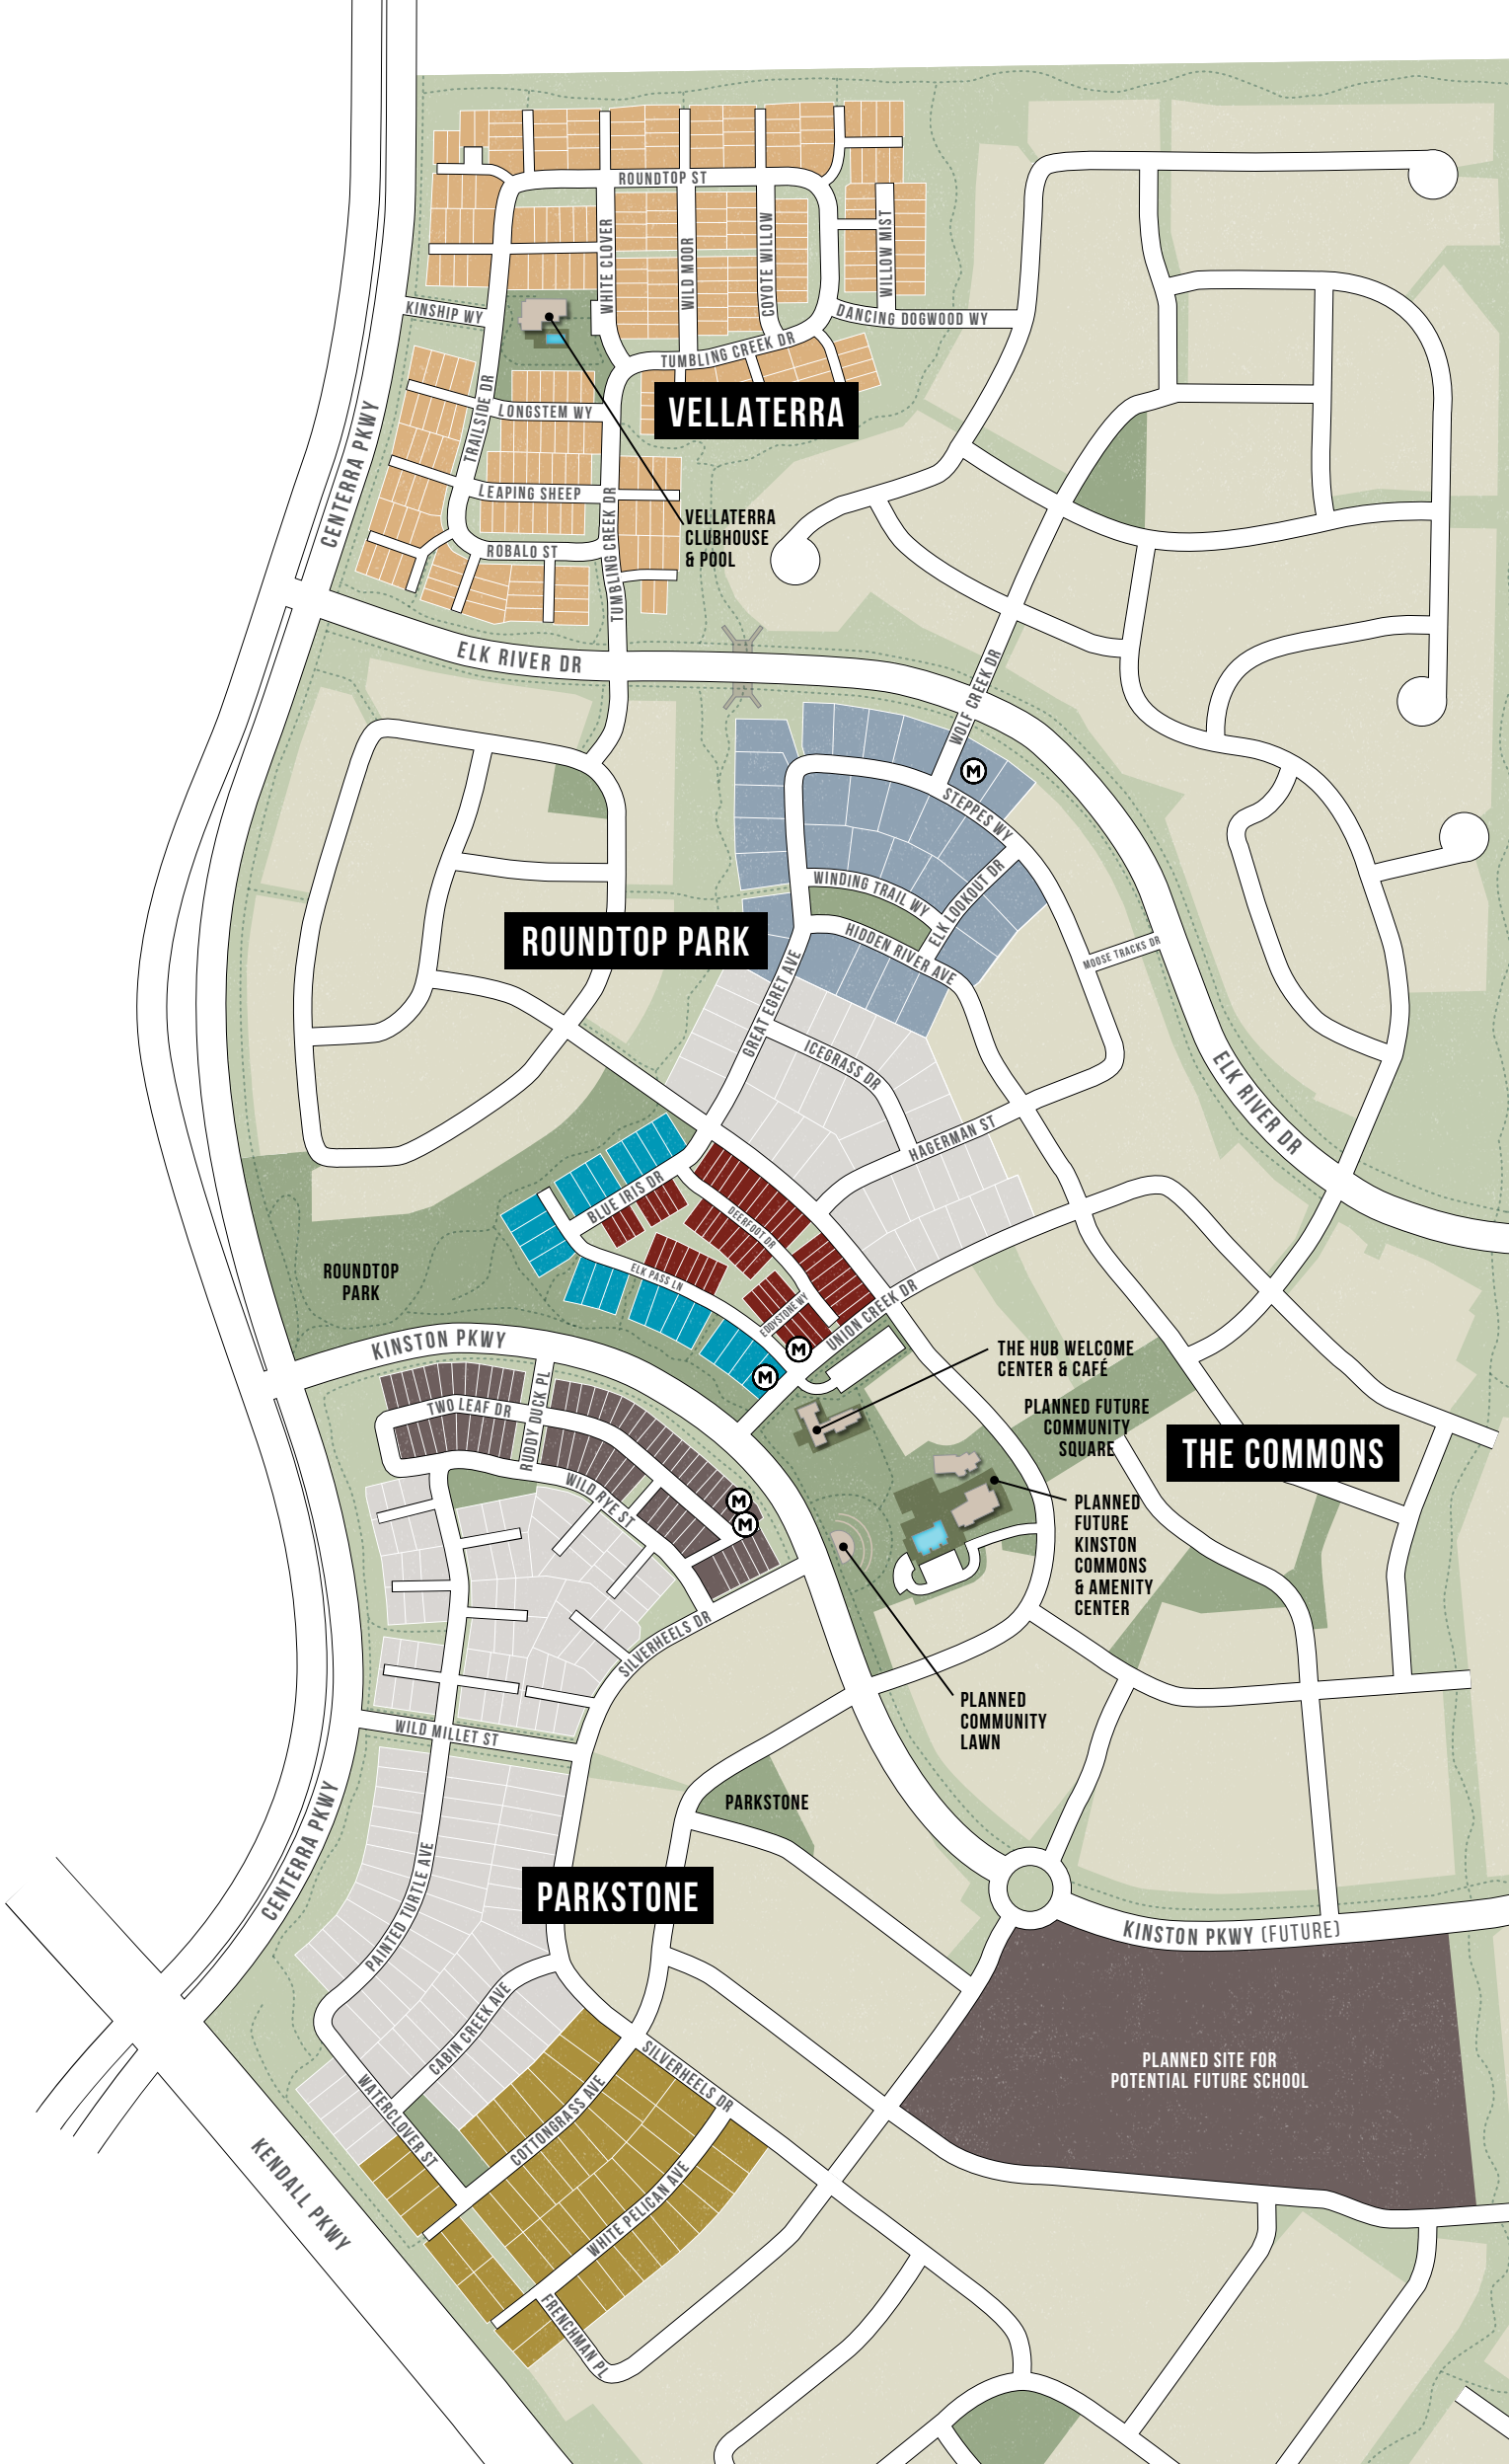 ROUNDTOP ST
WHITE CLOVER
WILD MOOR
COYOTE WILLOW
WILLOW MIST
KINSHIP WY
DANCING DOGWOOD WY
TUMBLING CREEK DR
VELLATERRA
CENTERRA PKWY
TRAILSIDE DR
LONGSTEM WY
LEAPING SHEEP
ROBALO ST
TUMBLING CREEK DR
VELLATERRA
CLUBHOUSE
& POOL
ELK RIVER DR
WOLF CREEK DR
M
STEPPES WY
WINDING TRAIL WY
ELK LOOKOUT DR
HIDDEN RIVER AVE
MOOSE TRACKS DR
ROUNDTOP PARK
GREAT EGRET AVE
ICEGRASS DR
HAGERMAN ST
ELK RIVER DR
BLUE IRIS DR
DEERFOOT DR
ELK PASS LN
EDDYSTONE WY
UNION CREEK DR
ROUNDTOP
PARK
KINSTON PKWY
M
M
THE HUB WELCOME
CENTER & CAFÉ
PLANNED FUTURE
COMMUNITY
SQUARE
THE COMMONS
TWO LEAF DR
RUDDY DUCK PL
WILD RYE ST
M
M
PLANNED
FUTURE
KINSTON
COMMONS
& AMENITY
CENTER
SILVERHEELS DR
PLANNED
COMMUNITY
LAWN
WILD MILLET ST
CENTERRA PKWY
PARKSTONE
PAINTED TURTLE AVE
PARKSTONE
KINSTON PKWY (FUTURE)
CABIN CREEK AVE
SILVERHEELS DR
PLANNED SITE FOR
POTENTIAL FUTURE SCHOOL
WATERCLOVER ST
COTTONGRASS AVE
WHITE PELICAN AVE
KENDALL PKWY
FRENCHMAN PL